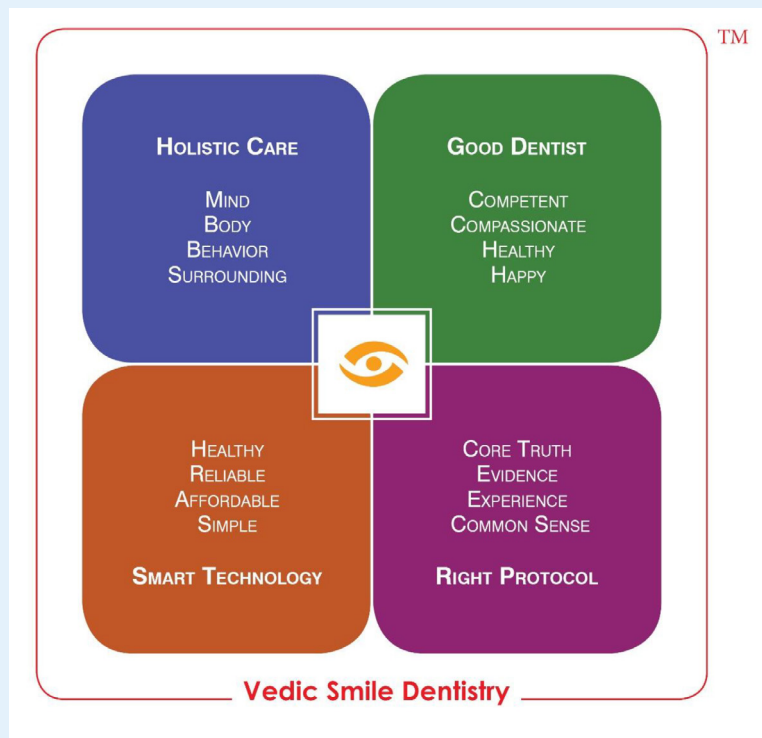 TM
HOLISTIC CARE
MIND
BODY
BEHAVIOR
SURROUNDING
GOOD DENTIST
COMPETENT
COMPASSIONATE
HEALTHY
HAPPY
HEALTHY
RELIABLE
AFFORDABLE
SIMPLE
SMART TECHNOLOGY
CORE TRUTH
EVIDENCE
EXPERIENCE
COMMON SENSE
RIGHT PROTOCOL
Vedic Smile Dentistry